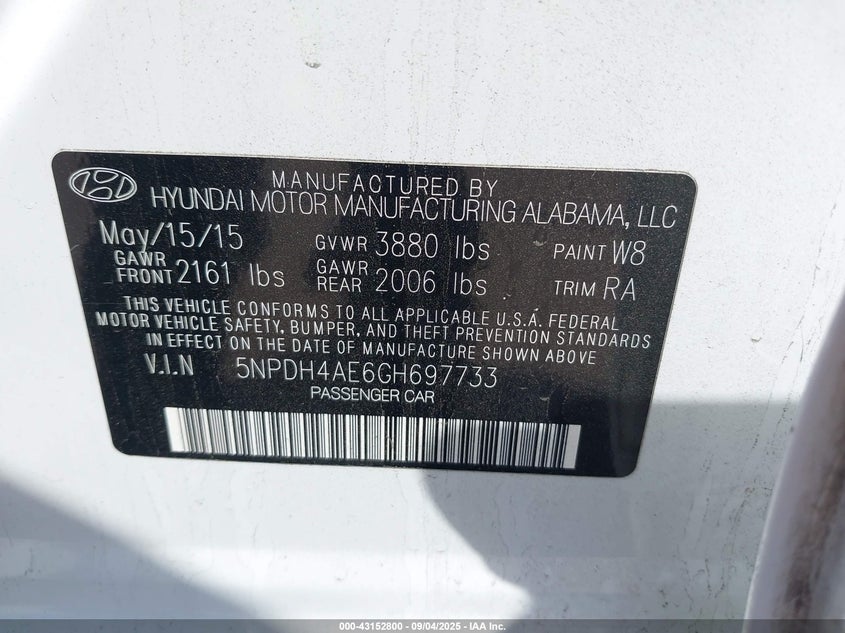 MANUFACTURED BY
HYUNDAI MOTOR MANUFACTURING ALABAMA, LLC
May/15/15 GVWR 3880 lbs PAINT W8
GAWR FRONT 2161 lbs GAWR REAR 2006 lbs TRIM RA
THIS VEHICLE CONFORMS TO ALL APPLICABLE U.S.A. FEDERAL
MOTOR VEHICLE SAFETY, BUMPER, AND THEFT PREVENTION STANDARDS
IN EFFECT ON THE DATE OF MANUFACTURE SHOWN ABOVE
V.I.N 5NPDH4AE6GH697733
PASSENGER CAR
000-43152800 - 09/04/2025 - IAA Inc.